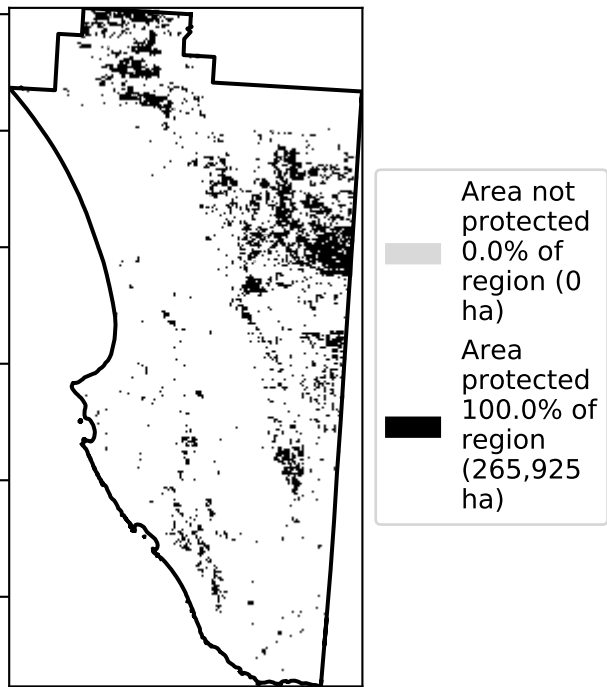 Area not
protected
0.0% of
region (0
ha)
Area
protected
100.0% of
region
(265,925
ha)